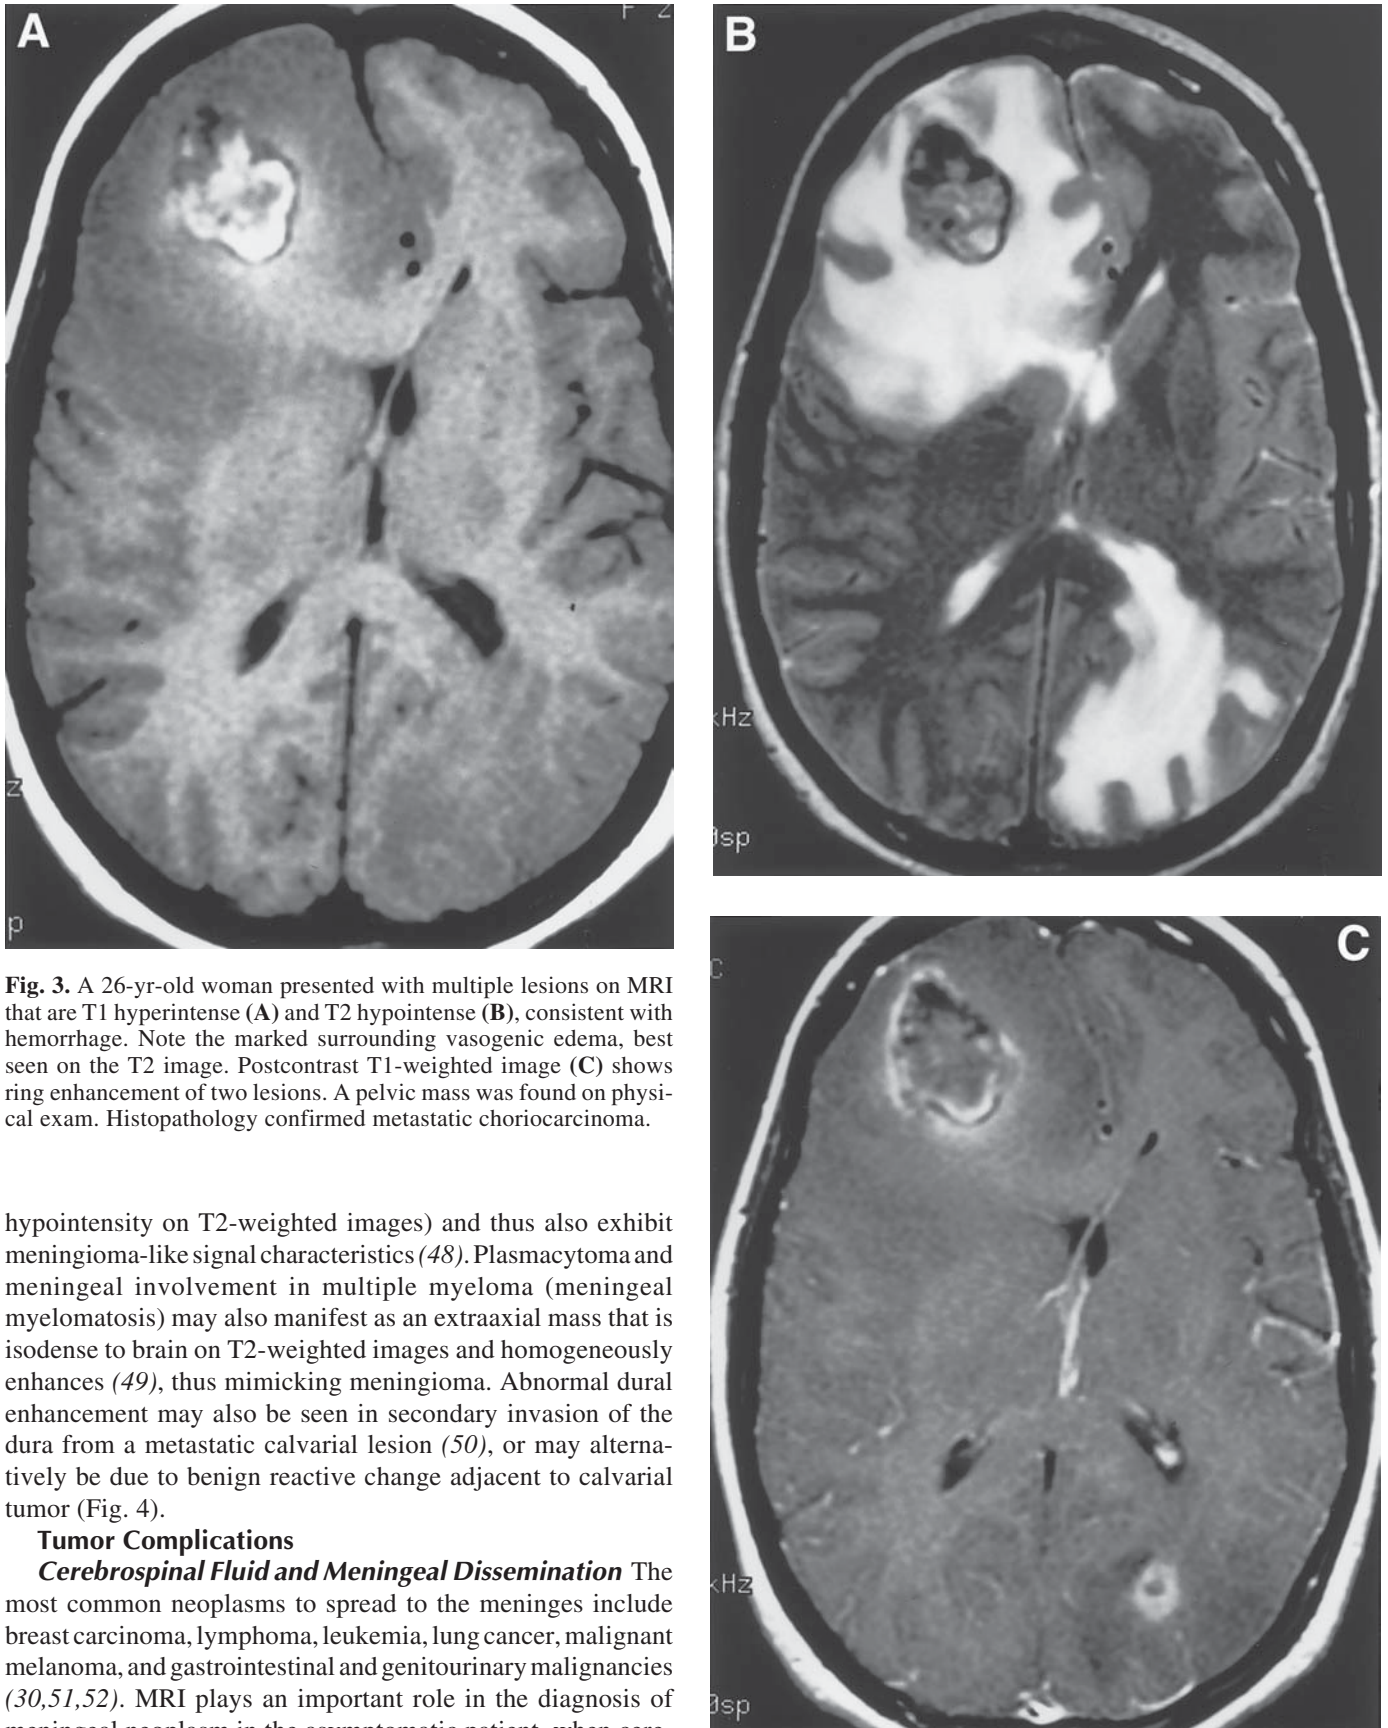 A
F Z
z
p
B
kHz
0sp
C
C
kHz
0sp
Fig. 3. A 26-yr-old woman presented with multiple lesions on MRI
that are T1 hyperintense (A) and T2 hypointense (B), consistent with
hemorrhage. Note the marked surrounding vasogenic edema, best
seen on the T2 image. Postcontrast T1-weighted image (C) shows
ring enhancement of two lesions. A pelvic mass was found on physi-
cal exam. Histopathology confirmed metastatic choriocarcinoma.
hypointensity on T2-weighted images) and thus also exhibit
meningioma-like signal characteristics (48). Plasmacytoma and
meningeal involvement in multiple myeloma (meningeal
myelomatosis) may also manifest as an extraaxial mass that is
isodense to brain on T2-weighted images and homogeneously
enhances (49), thus mimicking meningioma. Abnormal dural
enhancement may also be seen in secondary invasion of the
dura from a metastatic calvarial lesion (50), or may alterna-
tively be due to benign reactive change adjacent to calvarial
tumor (Fig. 4).
Tumor Complications
Cerebrospinal Fluid and Meningeal Dissemination The
most common neoplasms to spread to the meninges include
breast carcinoma, lymphoma, leukemia, lung cancer, malignant
melanoma, and gastrointestinal and genitourinary malignancies
(30,51,52). MRI plays an important role in the diagnosis of